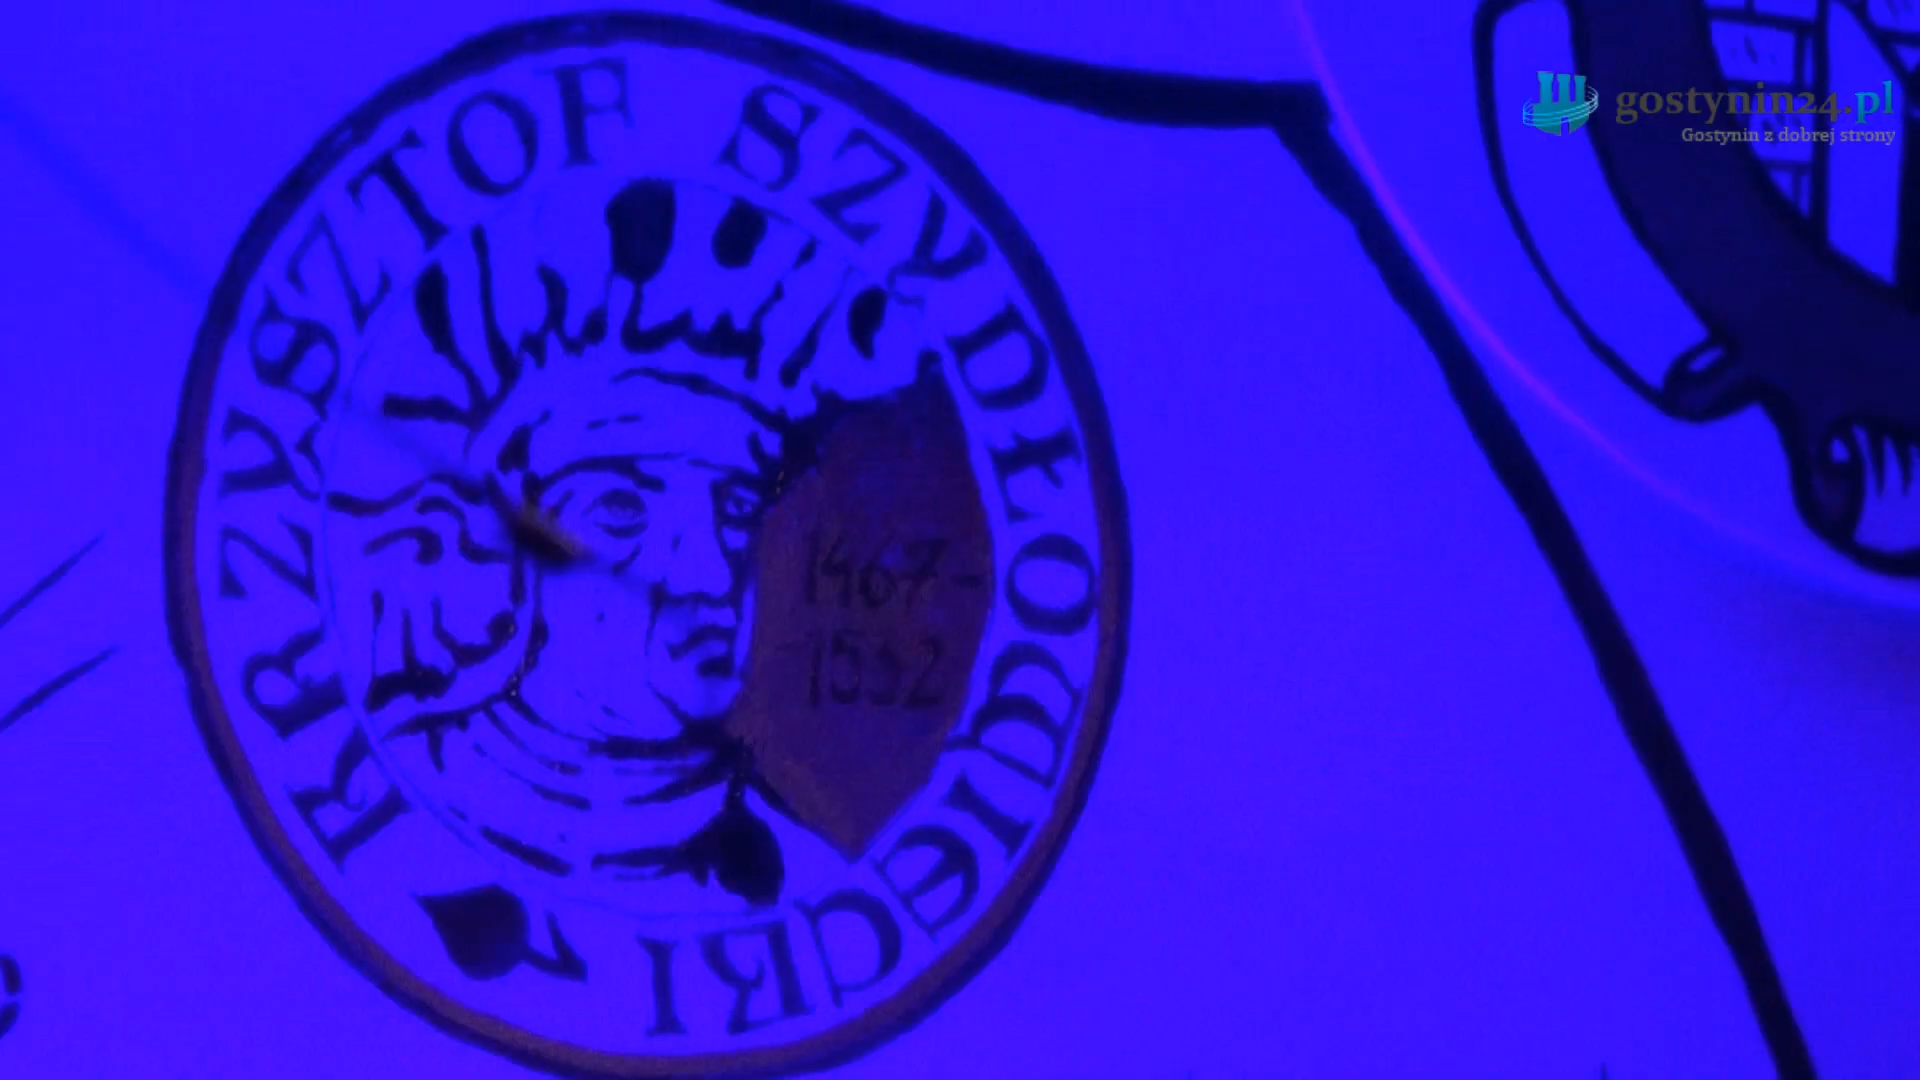 KRZYSZTOF SZYDŁOWIECKI
1467-
1532
gostynin24.pl
Gostynin z dobrej strony